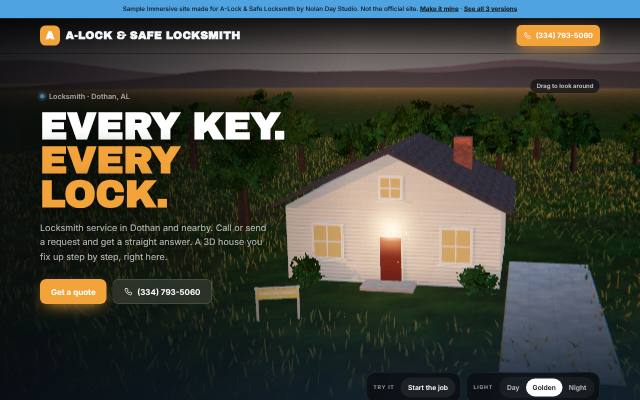 Sample Immersive site made for A-Lock & Safe Locksmith by Nolan Day Studio. Not the official site. Make it mine · See all 3 versions
A A-LOCK & SAFE LOCKSMITH
(334) 793-5060
Drag to look around
Locksmith · Dothan, AL
EVERY KEY.
EVERY
LOCK.
Locksmith service in Dothan and nearby. Call or send
a request and get a straight answer. A 3D house you
fix up step by step, right here.
Get a quote
(334) 793-5060
TRY IT Start the job
LIGHT Day Golden Night